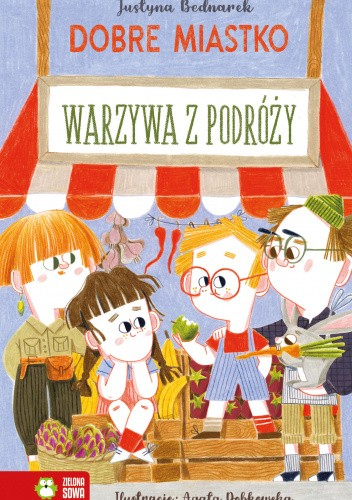 Justyna Bednarek
DOBRE MIASTKO
WARZYWA Z PODRÓŻY
ZIELONA
SOWA
Ilustracje: Agata Dobkowska